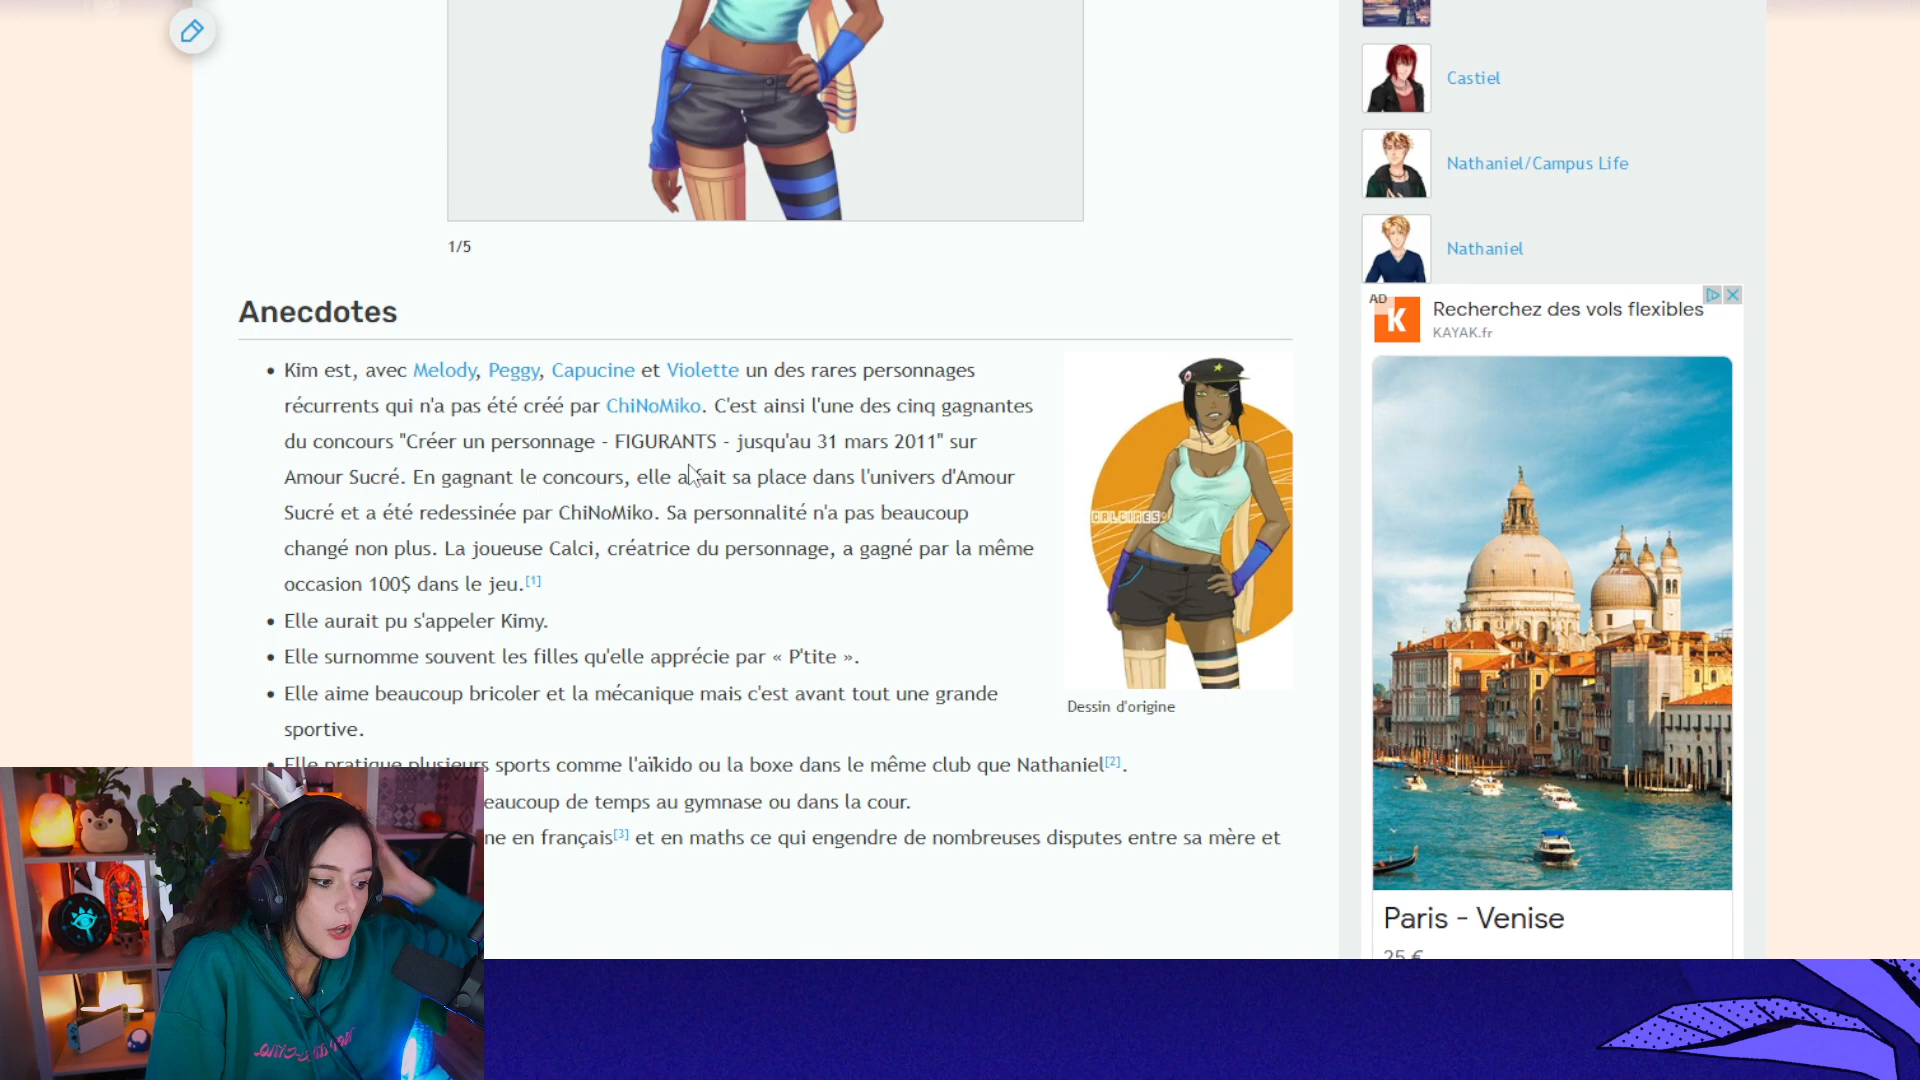 1/5
Anecdotes
Kim est, avec Melody, Peggy, Capucine et Violette un des rares personnages
récurrents qui n'a pas été créé par ChiNoMiko. C'est ainsi l'une des cinq gagnantes
du concours "Créer un personnage - FIGURANTS - jusqu'au 31 mars 2011" sur
Amour Sucré. En gagnant le concours, elle a fait sa place dans l'univers d'Amour
Sucré et a été redessinée par ChiNoMiko. Sa personnalité n'a pas beaucoup
changé non plus. La joueuse Calci, créatrice du personnage, a gagné par la même
occasion 100$ dans le jeu.[1]
Elle aurait pu s'appeler Kimy.
Elle surnomme souvent les filles qu'elle apprécie par « P'tite ».
Elle aime beaucoup bricoler et la mécanique mais c'est avant tout une grande
sportive.
Elle pratique plusieurs sports comme l'aïkido ou la boxe dans le même club que Nathaniel[2].
eaucoup de temps au gymnase ou dans la cour.
ne en français[3] et en maths ce qui engendre de nombreuses disputes entre sa mère et
Dessin d'origine
Castiel
Nathaniel/Campus Life
Nathaniel
AD
K
Recherchez des vols flexibles
KAYAK.fr
Paris - Venise
25 €